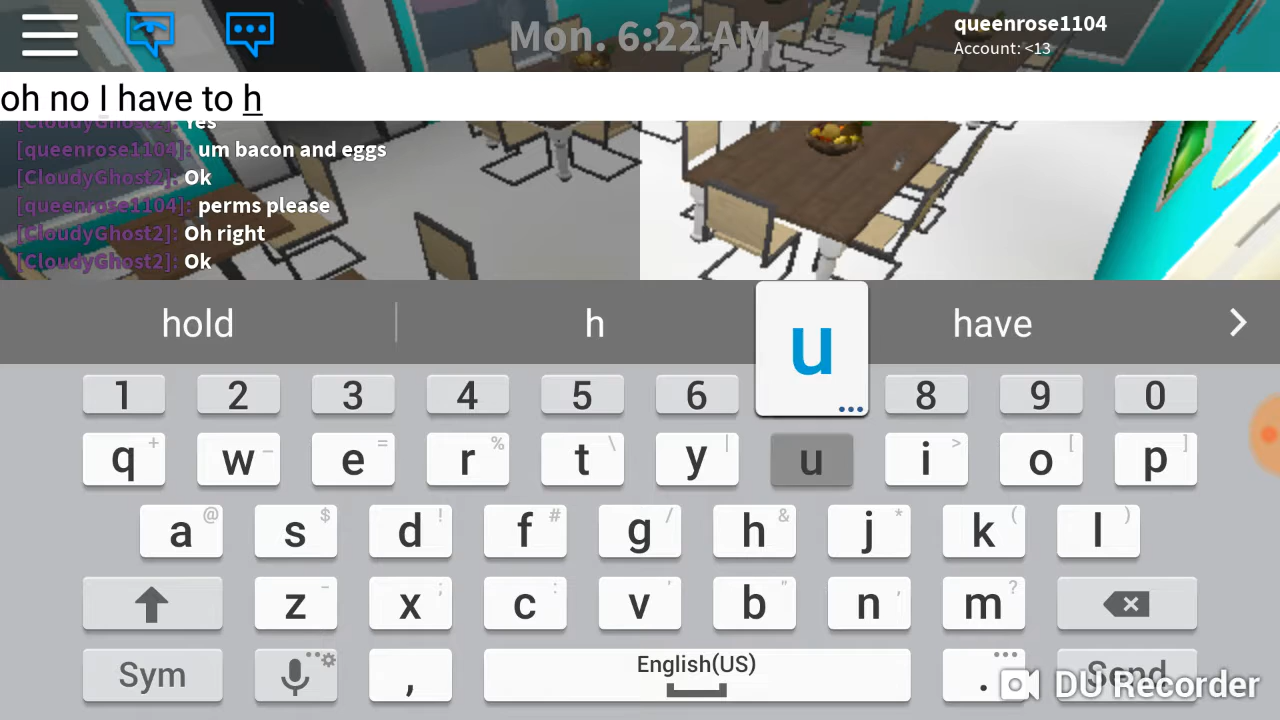 Mon. 6:22 AM
queenrose1104
Account: <13
oh no I have to h
[CloudyGhost2]: Yes
[queenrose1104]: um bacon and eggs
[CloudyGhost2]: Ok
[queenrose1104]: perms please
[CloudyGhost2]: Oh right
[CloudyGhost2]: Ok
hold h have
u
1 2 3 4 5 6 8 9 0
q + w - e = r % t \ y | u i > o [ p ]
a @ s $ d ! f # g / h & j * k ( l )
z - x ; c : v ' b " n , m ?
Sym , English(US) . Send
DU Recorder